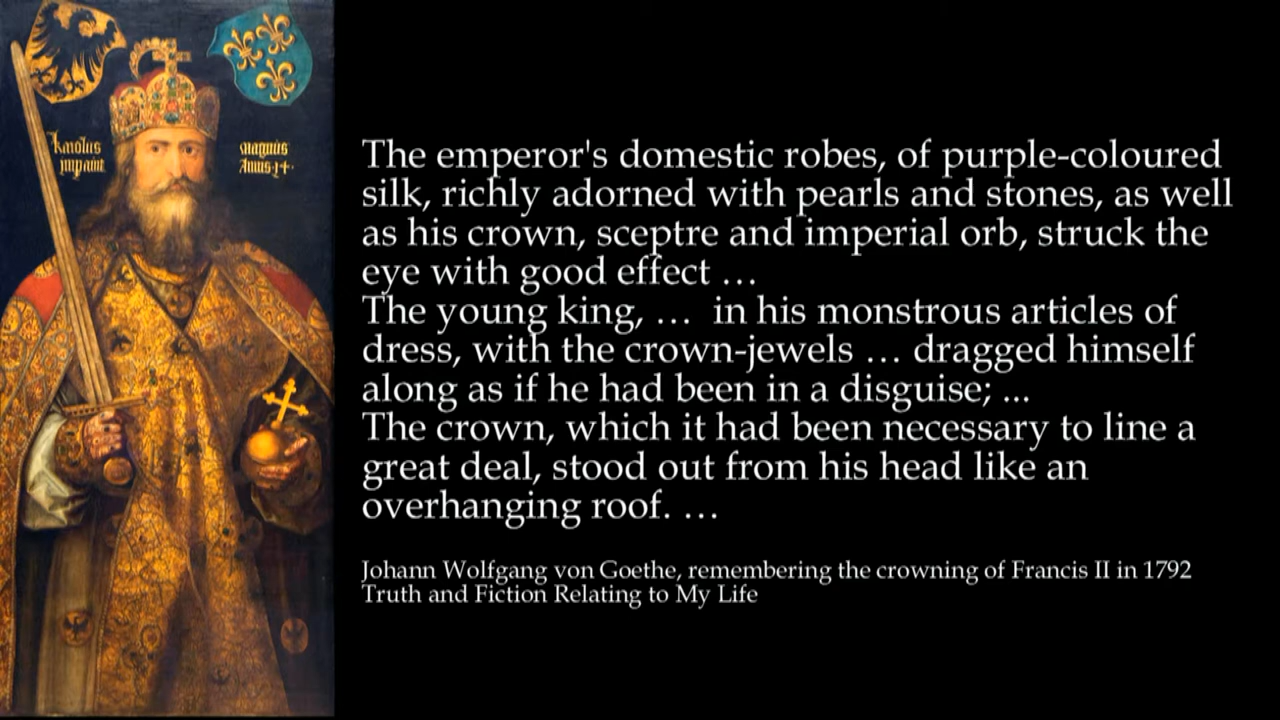 Karolus magnus
The emperor's domestic robes, of purple-coloured
silk, richly adorned with pearls and stones, as well
as his crown, sceptre and imperial orb, struck the
eye with good effect …
The young king, … in his monstrous articles of
dress, with the crown-jewels … dragged himself
along as if he had been in a disguise; ...
The crown, which it had been necessary to line a
great deal, stood out from his head like an
overhanging roof. …
Johann Wolfgang von Goethe, remembering the crowning of Francis II in 1792
Truth and Fiction Relating to My Life